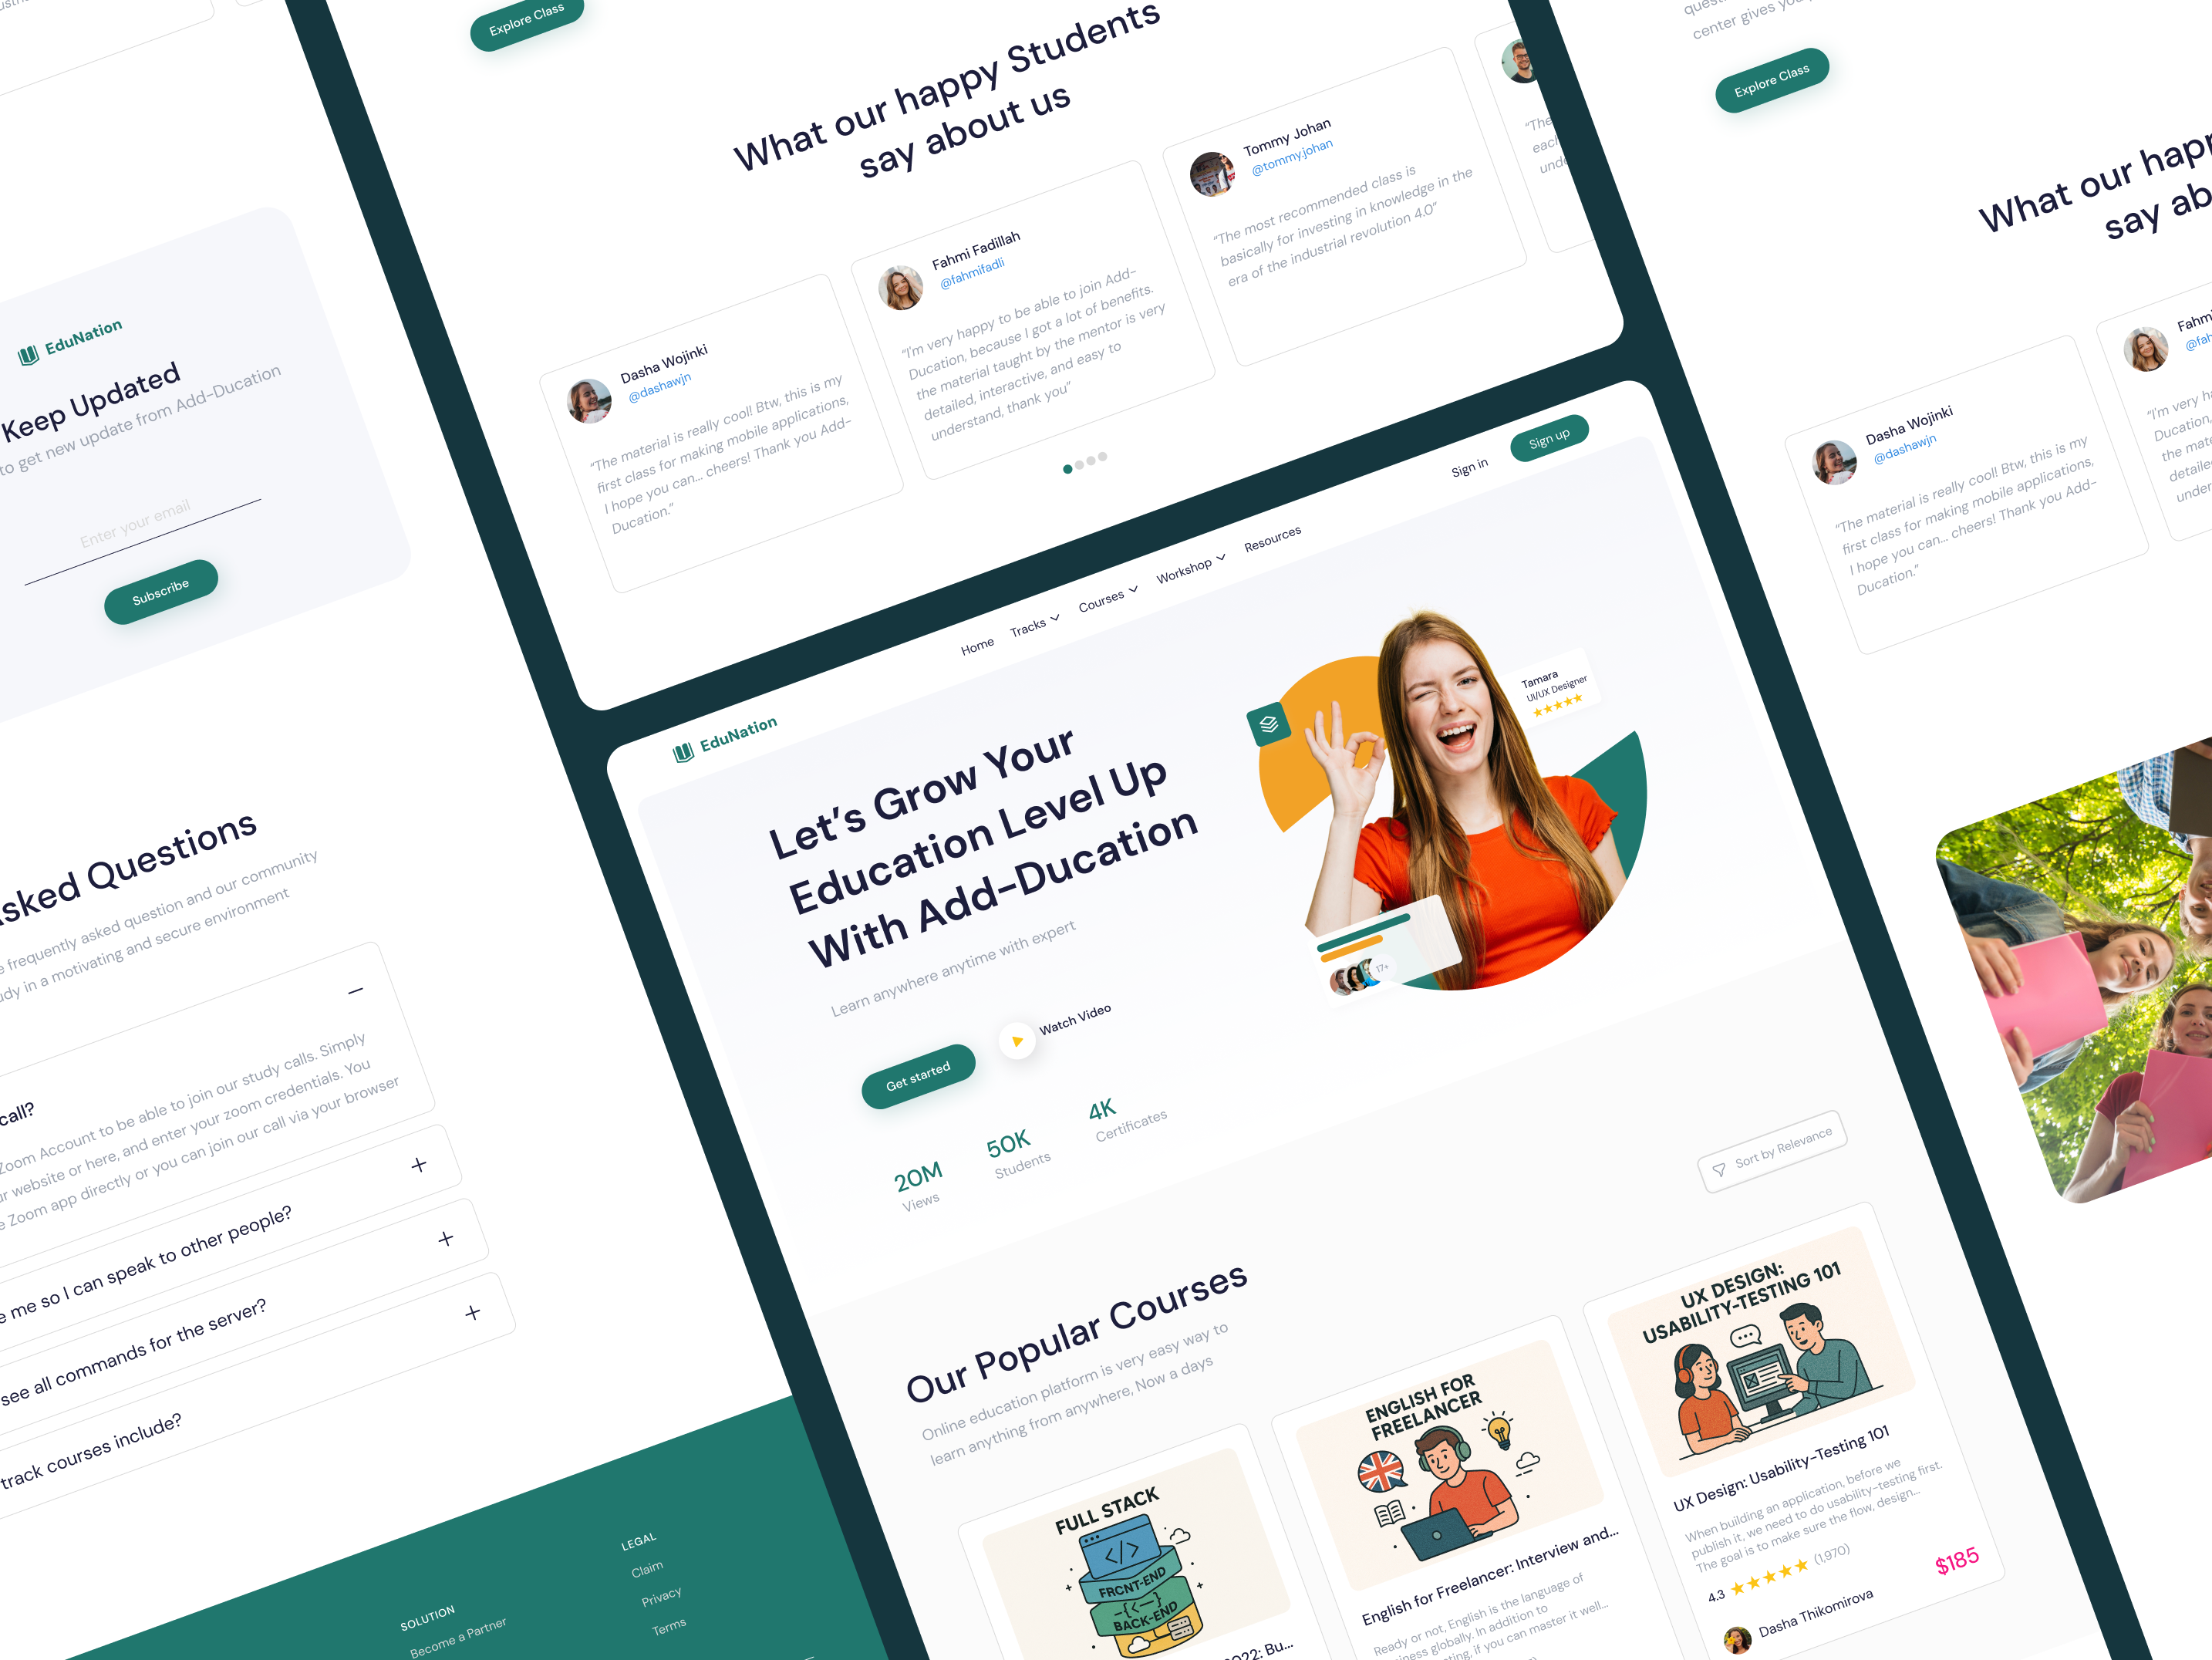 EduNation
Keep Updated
to get new update from Add-Ducation
Enter your email
Subscribe
Asked Questions
frequently asked question and our community
in a motivating and secure environment
call?
Zoom Account to be able to join our study calls. Simply
website or here, and enter your zoom credentials. You
Zoom app directly or you can join our call via your browser
me so I can speak to other people?
see all commands for the server?
track courses include?
SOLUTION
Become a Partner
LEGAL
Claim
Privacy
Terms
Explore Class
What our happy Students
say about us
Dasha Wojinki
@dashawjn
“The material is really cool! Btw, this is my
first class for making mobile applications,
I hope you can... cheers! Thank you Add-
Ducation.”
Fahmi Fadillah
@fahmifadli
“I’m very happy to be able to join Add-
Ducation, because I got a lot of benefits.
the material taught by the mentor is very
detailed, interactive, and easy to
understand, thank you”
Tommy Johan
@tommy.johan
“The most recommended class is
basically for investing in knowledge in the
era of the industrial revolution 4.0”
“The
EduNation
Home
Tracks
Courses
Workshop
Resources
Sign in
Sign up
Let’s Grow Your
Education Level Up
With Add-Ducation
Learn anywhere anytime with expert
Get started
Watch Video
20M
Views
50K
Students
4K
Certificates
Tamara
UI/UX Designer
17+
Our Popular Courses
Online education platform is very easy way to
learn anything from anywhere, Now a days
Sort by Relevance
FULL STACK
</>
FRCNT-END
BACK-END
2022: Bu...
ENGLISH FOR
FREELANCER
English for Freelancer: Interview and...
Ready or not, English is the language of
globally. In addition to
if you can master it well...
UX DESIGN:
USABILITY-TESTING 101
UX Design: Usability-Testing 101
When building an application, before we
publish it, we need to do usability-testing first.
The goal is to make sure the flow, design...
4.3
(1,970)
Dasha Thikomirova
$185
center gives you
Explore Class
What our happ
say ab
Dasha Wojinki
@dashawjn
“The material is really cool! Btw, this is my
first class for making mobile applications,
I hope you can... cheers! Thank you Add-
Ducation.”
Fahmi
@fah
“I’m very h
Ducation,
the mate
detaile
under